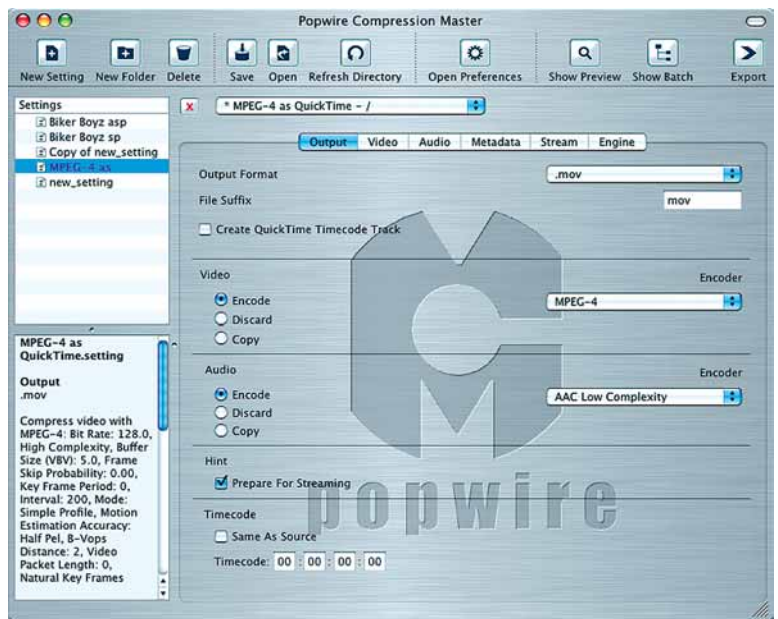 Popwire Compression Master
New Setting New Folder Delete Save Open Refresh Directory Open Preferences Show Preview Show Batch Export
Settings
Biker Boyz asp
Biker Boyz sp
Copy of new_setting
MPEG-4 as
new_setting
MPEG-4 as
QuickTime.setting
Output
.mov
Compress video with
MPEG-4: Bit Rate: 128.0,
High Complexity, Buffer
Size (VBV): 5.0, Frame
Skip Probability: 0.00,
Key Frame Period: 0,
Interval: 200, Mode:
Simple Profile, Motion
Estimation Accuracy:
Half Pel, B-Vops
Distance: 2, Video
Packet Length: 0,
Natural Key Frames
x * MPEG-4 as QuickTime - /
Output Video Audio Metadata Stream Engine
Output Format .mov
File Suffix mov
Create QuickTime Timecode Track
Video Encoder
Encode MPEG-4
Discard
Copy
Audio Encoder
Encode AAC Low Complexity
Discard
Copy
Hint
Prepare For Streaming
popwire
Timecode
Same As Source
Timecode: 00 : 00 : 00 : 00